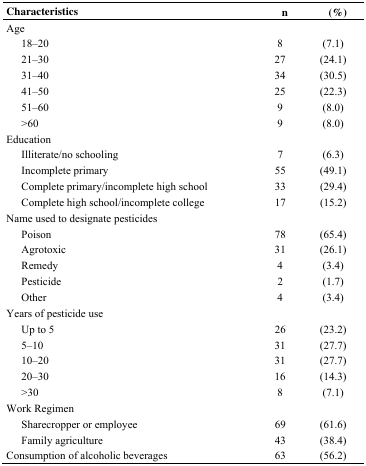 Characteristics n (%)
Age
18–20 8 (7.1)
21–30 27 (24.1)
31–40 34 (30.5)
41–50 25 (22.3)
51–60 9 (8.0)
>60 9 (8.0)
Education
Illiterate/no schooling 7 (6.3)
Incomplete primary 55 (49.1)
Complete primary/incomplete high school 33 (29.4)
Complete high school/incomplete college 17 (15.2)
Name used to designate pesticides
Poison 78 (65.4)
Agrotoxic 31 (26.1)
Remedy 4 (3.4)
Pesticide 2 (1.7)
Other 4 (3.4)
Years of pesticide use
Up to 5 26 (23.2)
5–10 31 (27.7)
10–20 31 (27.7)
20–30 16 (14.3)
>30 8 (7.1)
Work Regimen
Sharecropper or employee 69 (61.6)
Family agriculture 43 (38.4)
Consumption of alcoholic beverages 63 (56.2)